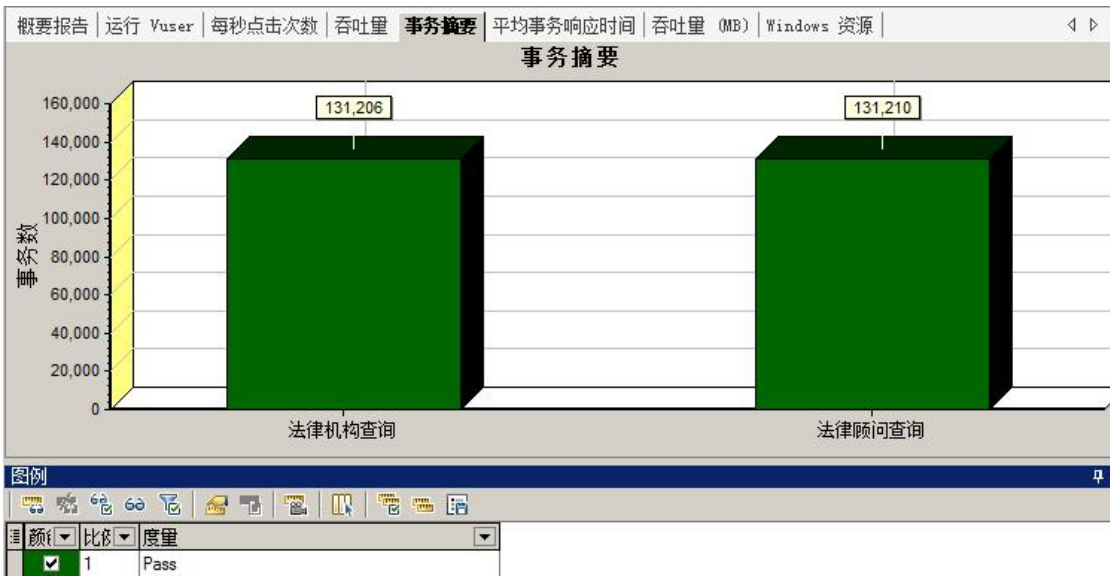 概要报告 运行 Vuser 每秒点击次数 吞吐量 事务摘要 平均事务响应时间 吞吐量 (MB) Windows 资源
事务摘要
160,000
140,000
120,000
100,000
80,000
60,000
40,000
20,000
0
事务数
131,206
131,210
法律机构查询
法律顾问查询
图例
度量
1 Pass